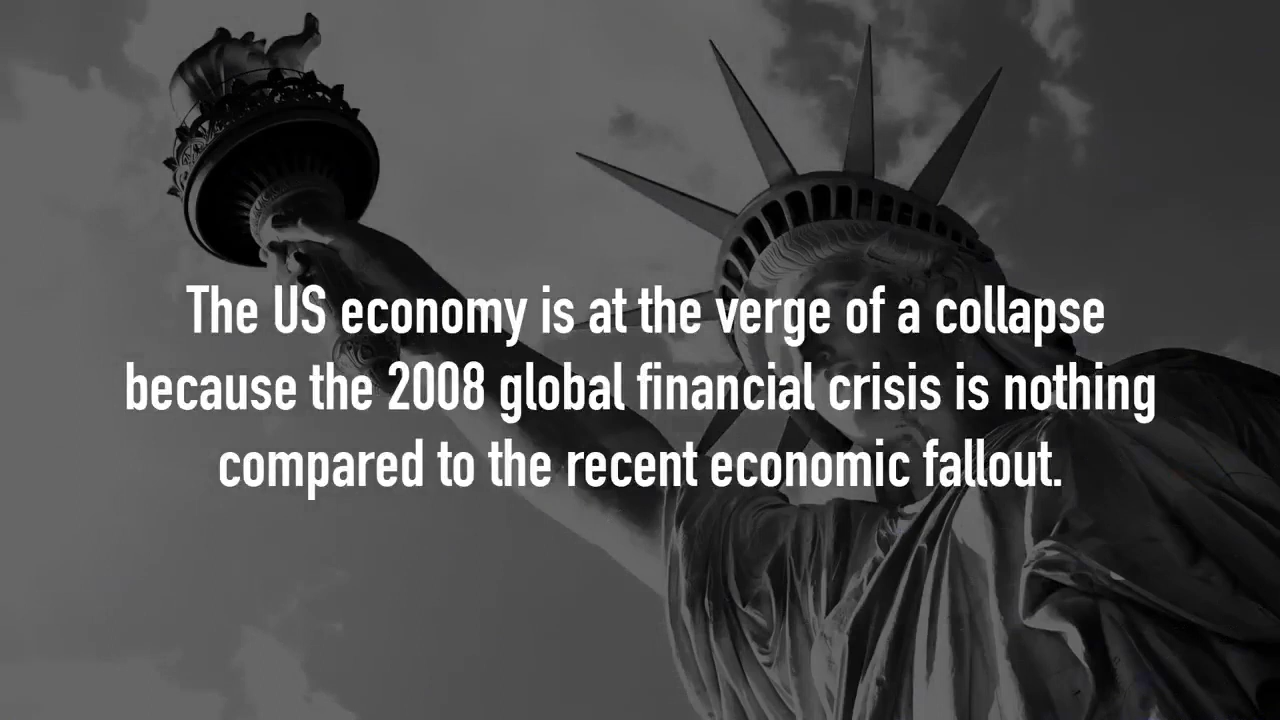 The US economy is at the verge of a collapse
because the 2008 global financial crisis is nothing
compared to the recent economic fallout.